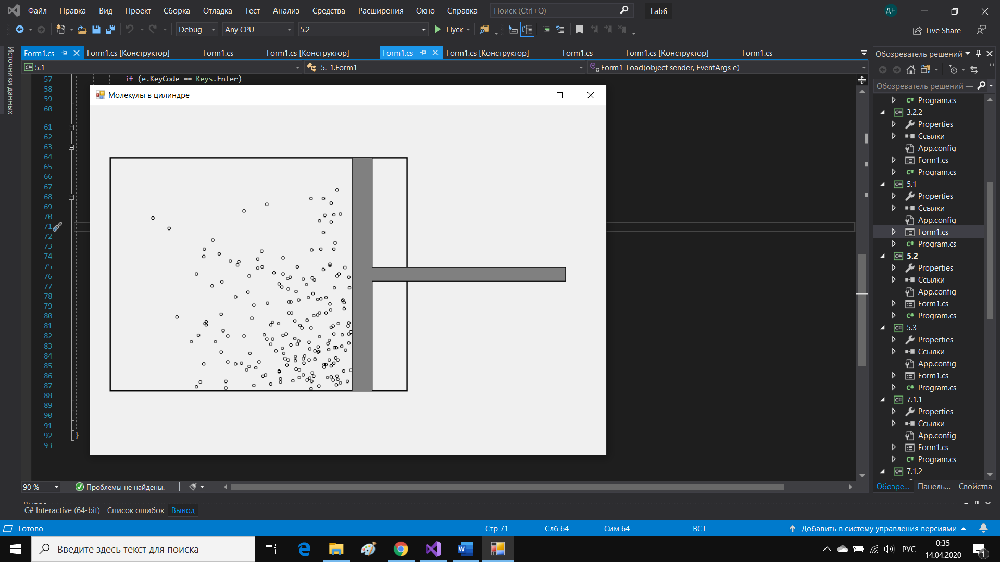 Файл Правка Вид Проект Сборка Отладка Тест Анализ Средства Расширения Окно Справка Поиск (Ctrl+Q) Lab6 ДН
Debug Any CPU 5.2 Пуск Live Share
Источники данных
Form1.cs Form1.cs [Конструктор] Form1.cs Form1.cs [Конструктор] Form1.cs Form1.cs [Конструктор] Form1.cs Form1.cs [Конструктор] Form1.cs
C# 5.1 _5._1.Form1 Form1_Load(object sender, EventArgs e)
57 if (e.KeyCode == Keys.Enter)
58
59
60
61
62
63
64
65
66
67
68
69
70
71
72
73
74
75
76
77
78
79
80
81
82
83
84
85
86
87
88
89
90
91
92 }
93
Молекулы в цилиндре
Обозреватель решений
Обозреватель решений —
C# Program.cs
C# 3.2.2
Properties
Ссылки
App.config
Form1.cs
C# Program.cs
C# 5.1
Properties
Ссылки
App.config
Form1.cs
C# Program.cs
C# 5.2
Properties
Ссылки
App.config
Form1.cs
C# Program.cs
C# 5.3
Properties
Ссылки
App.config
Form1.cs
C# Program.cs
C# 7.1.1
Properties
Ссылки
App.config
Form1.cs
C# Program.cs
C# 7.1.2
Обозре... Панель... Свойства
90 % Проблемы не найдены.
C# Interactive (64-bit) Список ошибок Вывод
Готово Стр 71 Слб 64 Сим 64 ВСТ Добавить в систему управления версиями
Введите здесь текст для поиска
РУС
0:35
14.04.2020
1